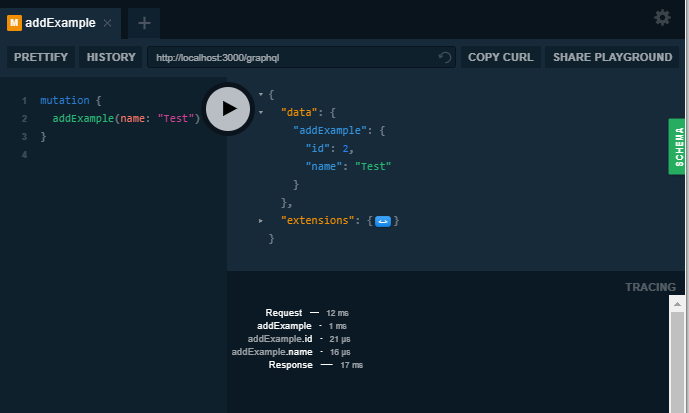 M addExample ×
+
PRETTIFY HISTORY http://localhost:3000/graphql COPY CURL SHARE PLAYGROUND
1 mutation {
2 addExample(name: "Test")
3 }
4
{
"data": {
"addExample": {
"id": 2,
"name": "Test"
}
},
"extensions": {↔}
}
SCHEMA
TRACING
Request 12 ms
addExample 1 ms
addExample.id 21 µs
addExample.name 16 µs
Response 17 ms